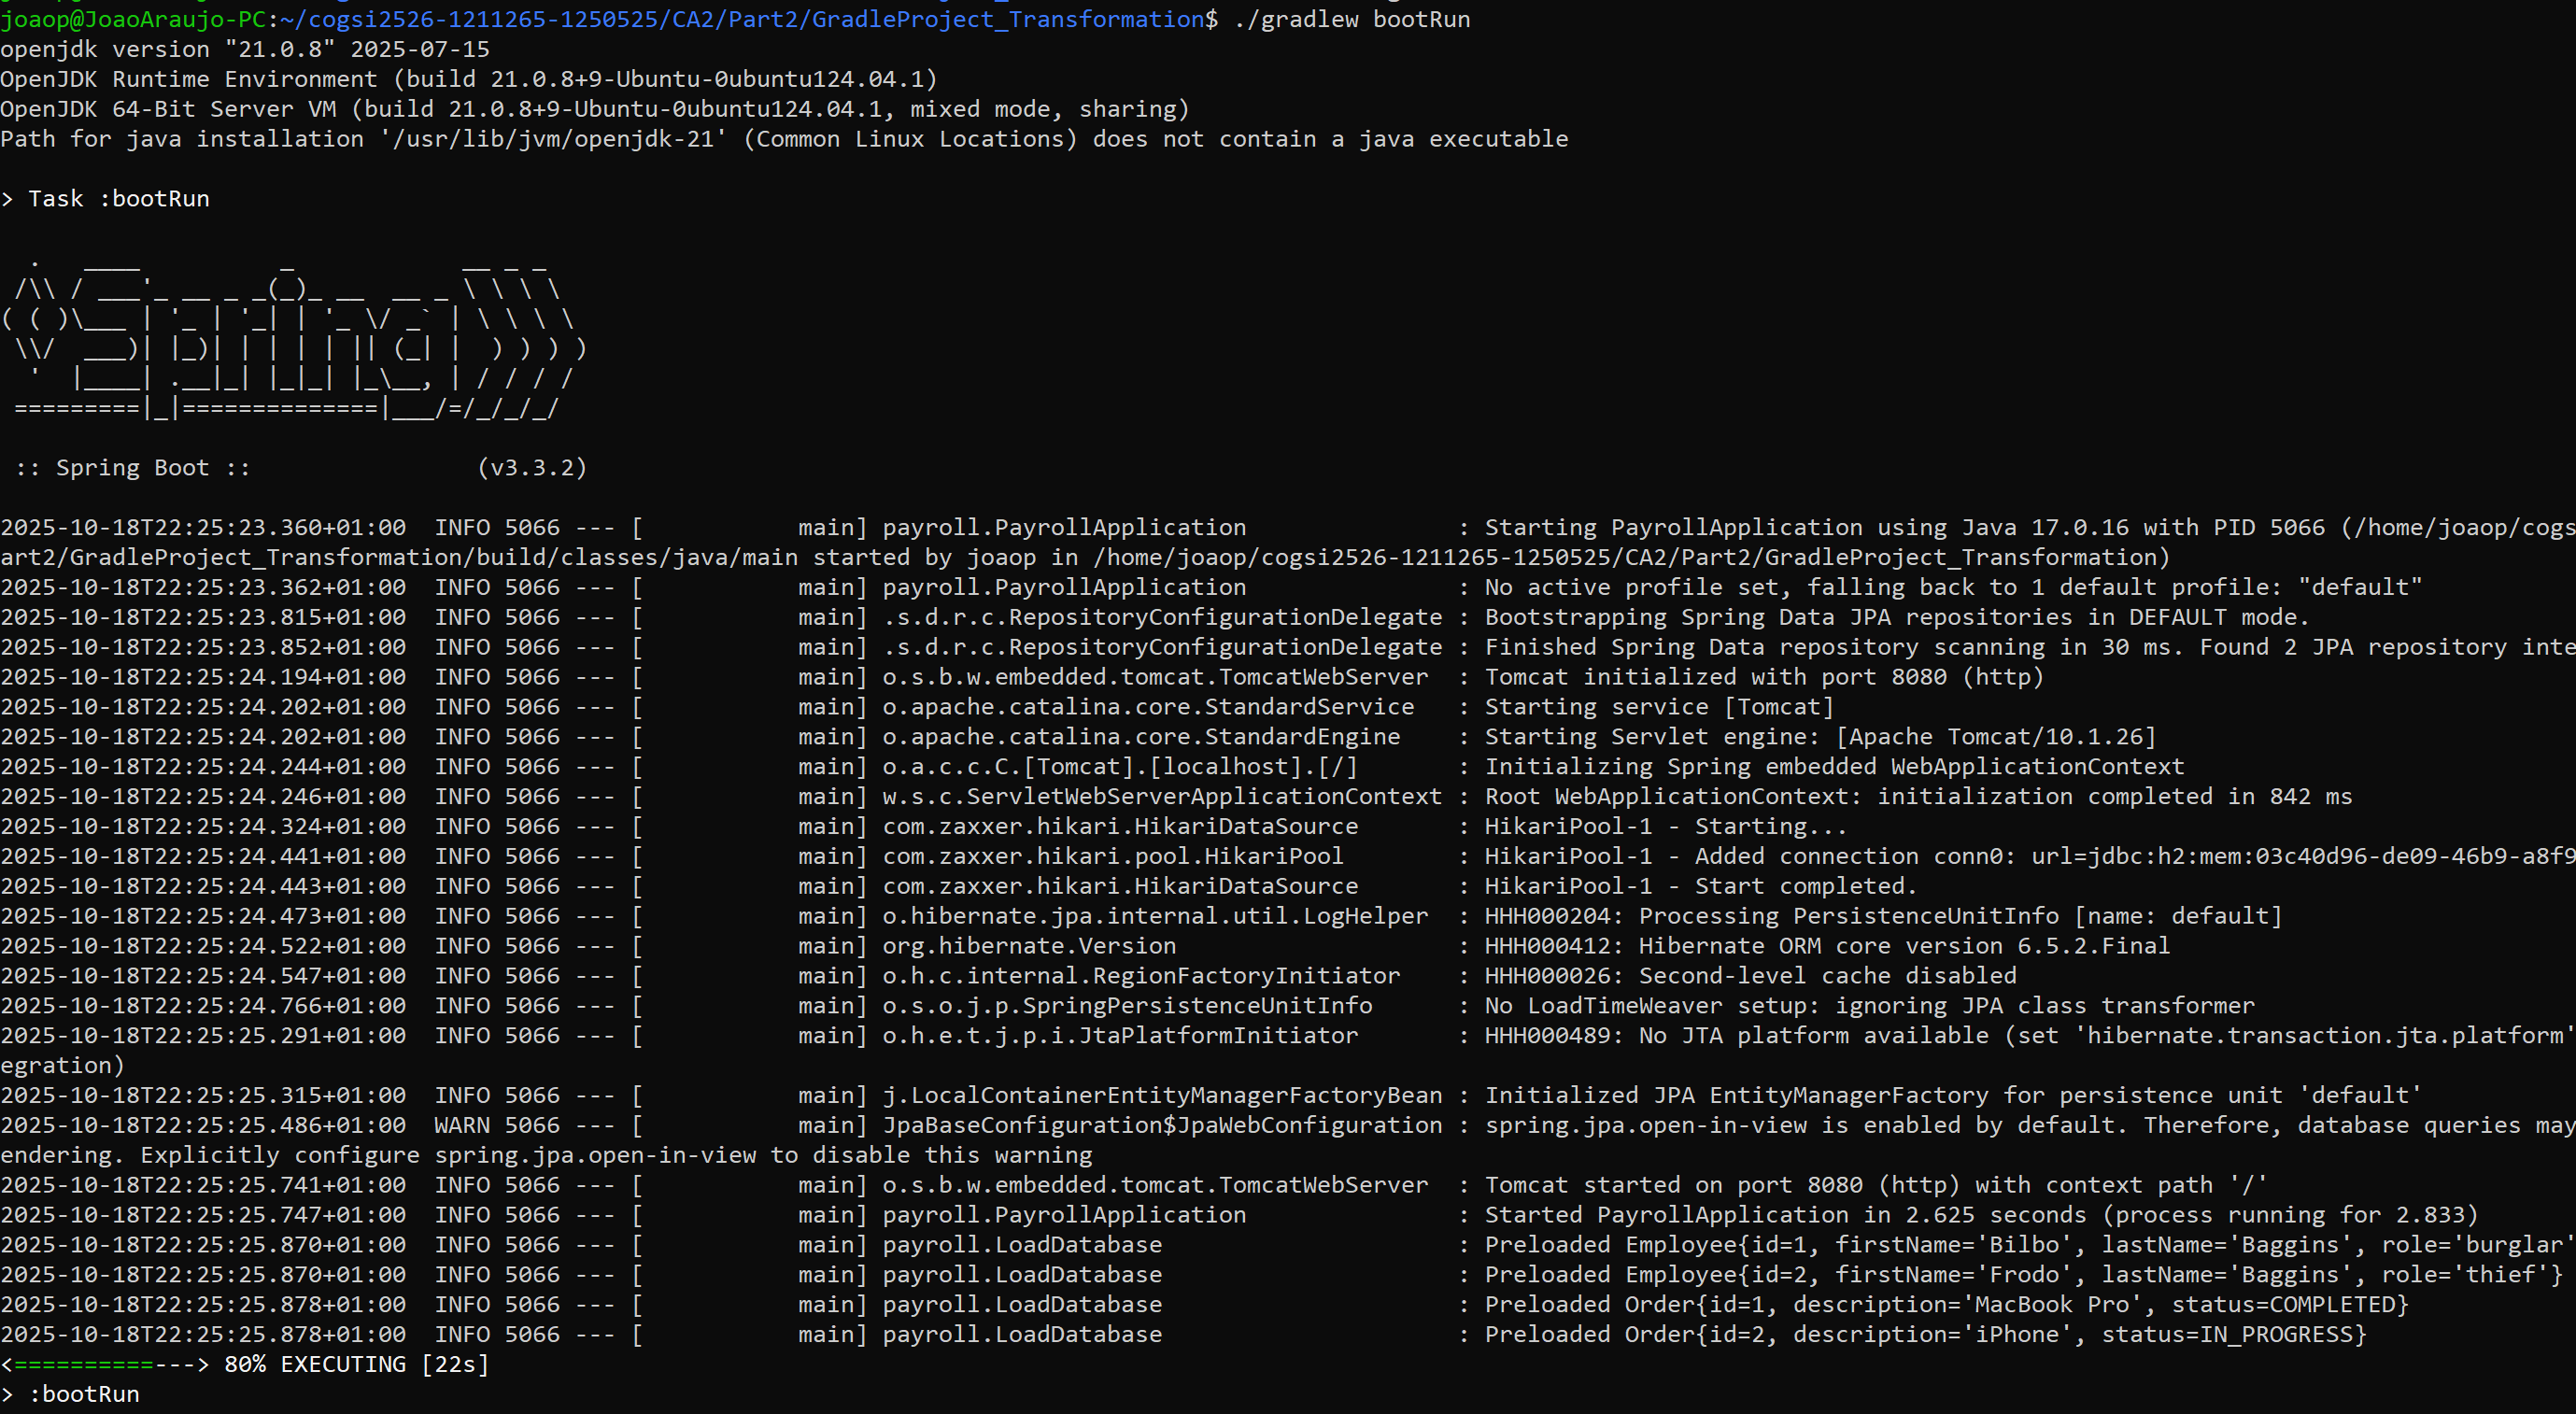 joaop@JoaoAraujo-PC:~/cogsi2526-1211265-1250525/CA2/Part2/GradleProject_Transformation$ ./gradlew bootRun
openjdk version "21.0.8" 2025-07-15
OpenJDK Runtime Environment (build 21.0.8+9-Ubuntu-0ubuntu124.04.1)
OpenJDK 64-Bit Server VM (build 21.0.8+9-Ubuntu-0ubuntu124.04.1, mixed mode, sharing)
Path for java installation '/usr/lib/jvm/openjdk-21' (Common Linux Locations) does not contain a java executable

> Task :bootRun

  .   ____          _            __ _ _
 /\\ / ___'_ __ _ _(_)_ __  __ _ \ \ \ \
( ( )\___ | '_ | '_| | '_ \/ _` | \ \ \ \
 \\/  ___)| |_)| | | | | || (_| |  ) ) ) )
  '  |____| .__|_| |_|_| |_\__, | / / / /
 =========|_|==============|___/=/_/_/_/

 :: Spring Boot ::                (v3.3.2)

2025-10-18T22:25:23.360+01:00  INFO 5066 --- [           main] payroll.PayrollApplication               : Starting PayrollApplication using Java 17.0.16 with PID 5066 (/home/joaop/cogs
art2/GradleProject_Transformation/build/classes/java/main started by joaop in /home/joaop/cogsi2526-1211265-1250525/CA2/Part2/GradleProject_Transformation)
2025-10-18T22:25:23.362+01:00  INFO 5066 --- [           main] payroll.PayrollApplication               : No active profile set, falling back to 1 default profile: "default"
2025-10-18T22:25:23.815+01:00  INFO 5066 --- [           main] .s.d.r.c.RepositoryConfigurationDelegate : Bootstrapping Spring Data JPA repositories in DEFAULT mode.
2025-10-18T22:25:23.852+01:00  INFO 5066 --- [           main] .s.d.r.c.RepositoryConfigurationDelegate : Finished Spring Data repository scanning in 30 ms. Found 2 JPA repository inte
2025-10-18T22:25:24.194+01:00  INFO 5066 --- [           main] o.s.b.w.embedded.tomcat.TomcatWebServer  : Tomcat initialized with port 8080 (http)
2025-10-18T22:25:24.202+01:00  INFO 5066 --- [           main] o.apache.catalina.core.StandardService   : Starting service [Tomcat]
2025-10-18T22:25:24.202+01:00  INFO 5066 --- [           main] o.apache.catalina.core.StandardEngine    : Starting Servlet engine: [Apache Tomcat/10.1.26]
2025-10-18T22:25:24.244+01:00  INFO 5066 --- [           main] o.a.c.c.C.[Tomcat].[localhost].[/]       : Initializing Spring embedded WebApplicationContext
2025-10-18T22:25:24.246+01:00  INFO 5066 --- [           main] w.s.c.ServletWebServerApplicationContext : Root WebApplicationContext: initialization completed in 842 ms
2025-10-18T22:25:24.324+01:00  INFO 5066 --- [           main] com.zaxxer.hikari.HikariDataSource       : HikariPool-1 - Starting...
2025-10-18T22:25:24.441+01:00  INFO 5066 --- [           main] com.zaxxer.hikari.pool.HikariPool        : HikariPool-1 - Added connection conn0: url=jdbc:h2:mem:03c40d96-de09-46b9-a8f9
2025-10-18T22:25:24.443+01:00  INFO 5066 --- [           main] com.zaxxer.hikari.HikariDataSource       : HikariPool-1 - Start completed.
2025-10-18T22:25:24.473+01:00  INFO 5066 --- [           main] o.hibernate.jpa.internal.util.LogHelper  : HHH000204: Processing PersistenceUnitInfo [name: default]
2025-10-18T22:25:24.522+01:00  INFO 5066 --- [           main] org.hibernate.Version                    : HHH000412: Hibernate ORM core version 6.5.2.Final
2025-10-18T22:25:24.547+01:00  INFO 5066 --- [           main] o.h.c.internal.RegionFactoryInitiator    : HHH000026: Second-level cache disabled
2025-10-18T22:25:24.766+01:00  INFO 5066 --- [           main] o.s.o.j.p.SpringPersistenceUnitInfo      : No LoadTimeWeaver setup: ignoring JPA class transformer
2025-10-18T22:25:25.291+01:00  INFO 5066 --- [           main] o.h.e.t.j.p.i.JtaPlatformInitiator       : HHH000489: No JTA platform available (set 'hibernate.transaction.jta.platform'
egration)
2025-10-18T22:25:25.315+01:00  INFO 5066 --- [           main] j.LocalContainerEntityManagerFactoryBean : Initialized JPA EntityManagerFactory for persistence unit 'default'
2025-10-18T22:25:25.486+01:00  WARN 5066 --- [           main] JpaBaseConfiguration$JpaWebConfiguration : spring.jpa.open-in-view is enabled by default. Therefore, database queries may
endering. Explicitly configure spring.jpa.open-in-view to disable this warning
2025-10-18T22:25:25.741+01:00  INFO 5066 --- [           main] o.s.b.w.embedded.tomcat.TomcatWebServer  : Tomcat started on port 8080 (http) with context path '/'
2025-10-18T22:25:25.747+01:00  INFO 5066 --- [           main] payroll.PayrollApplication               : Started PayrollApplication in 2.625 seconds (process running for 2.833)
2025-10-18T22:25:25.870+01:00  INFO 5066 --- [           main] payroll.LoadDatabase                     : Preloaded Employee{id=1, firstName='Bilbo', lastName='Baggins', role='burglar'
2025-10-18T22:25:25.870+01:00  INFO 5066 --- [           main] payroll.LoadDatabase                     : Preloaded Employee{id=2, firstName='Frodo', lastName='Baggins', role='thief'}
2025-10-18T22:25:25.878+01:00  INFO 5066 --- [           main] payroll.LoadDatabase                     : Preloaded Order{id=1, description='MacBook Pro', status=COMPLETED}
2025-10-18T22:25:25.878+01:00  INFO 5066 --- [           main] payroll.LoadDatabase                     : Preloaded Order{id=2, description='iPhone', status=IN_PROGRESS}
<==========---> 80% EXECUTING [22s]
> :bootRun